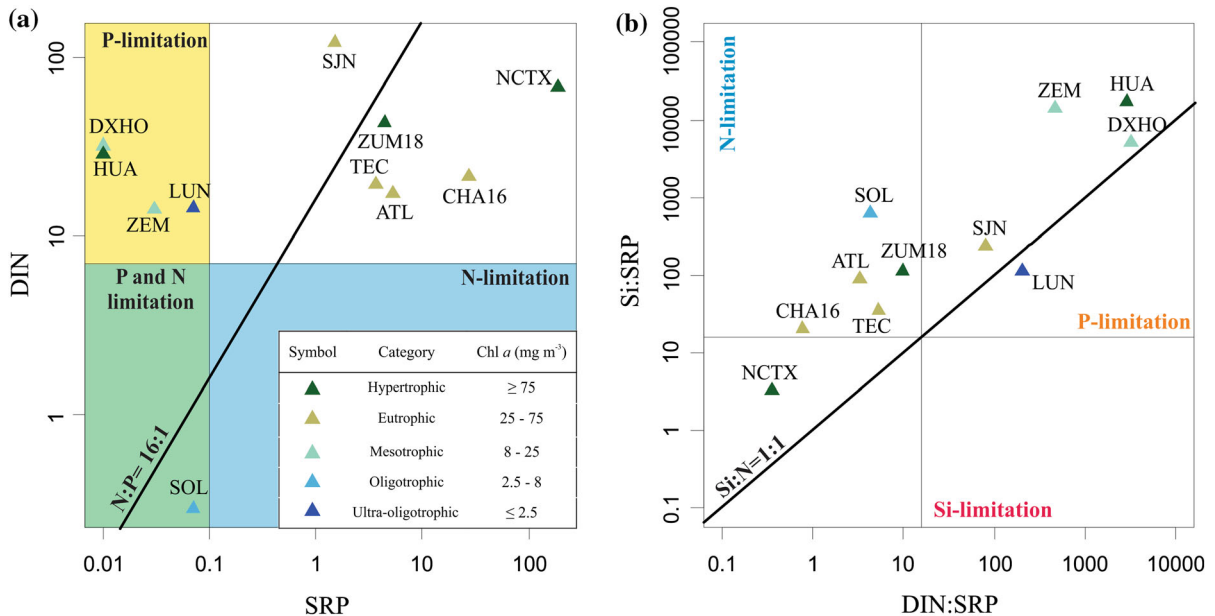 (a)
P-limitation
SJN
NCTX
DXHO
HUA
ZUM18
TEC
LUN
CHA16
ATL
ZEM
P and N
limitation
N-limitation
Symbol Category Chl a (mg m-3)
Hypertrophic ≥ 75
Eutrophic 25 - 75
Mesotrophic 8 - 25
Oligotrophic 2.5 - 8
Ultra-oligotrophic ≤ 2.5
SOL
N:P= 16:1
DIN
100
10
1
0.01 0.1 1 10 100
SRP
(b)
N-limitation
ZEM
HUA
DXHO
SOL
SJN
ATL
ZUM18
LUN
CHA16
TEC
P-limitation
NCTX
Si:N=1:1
Si-limitation
Si:SRP
100000
10000
1000
100
10
0.1
0.1 1 10 100 1000 10000
DIN:SRP